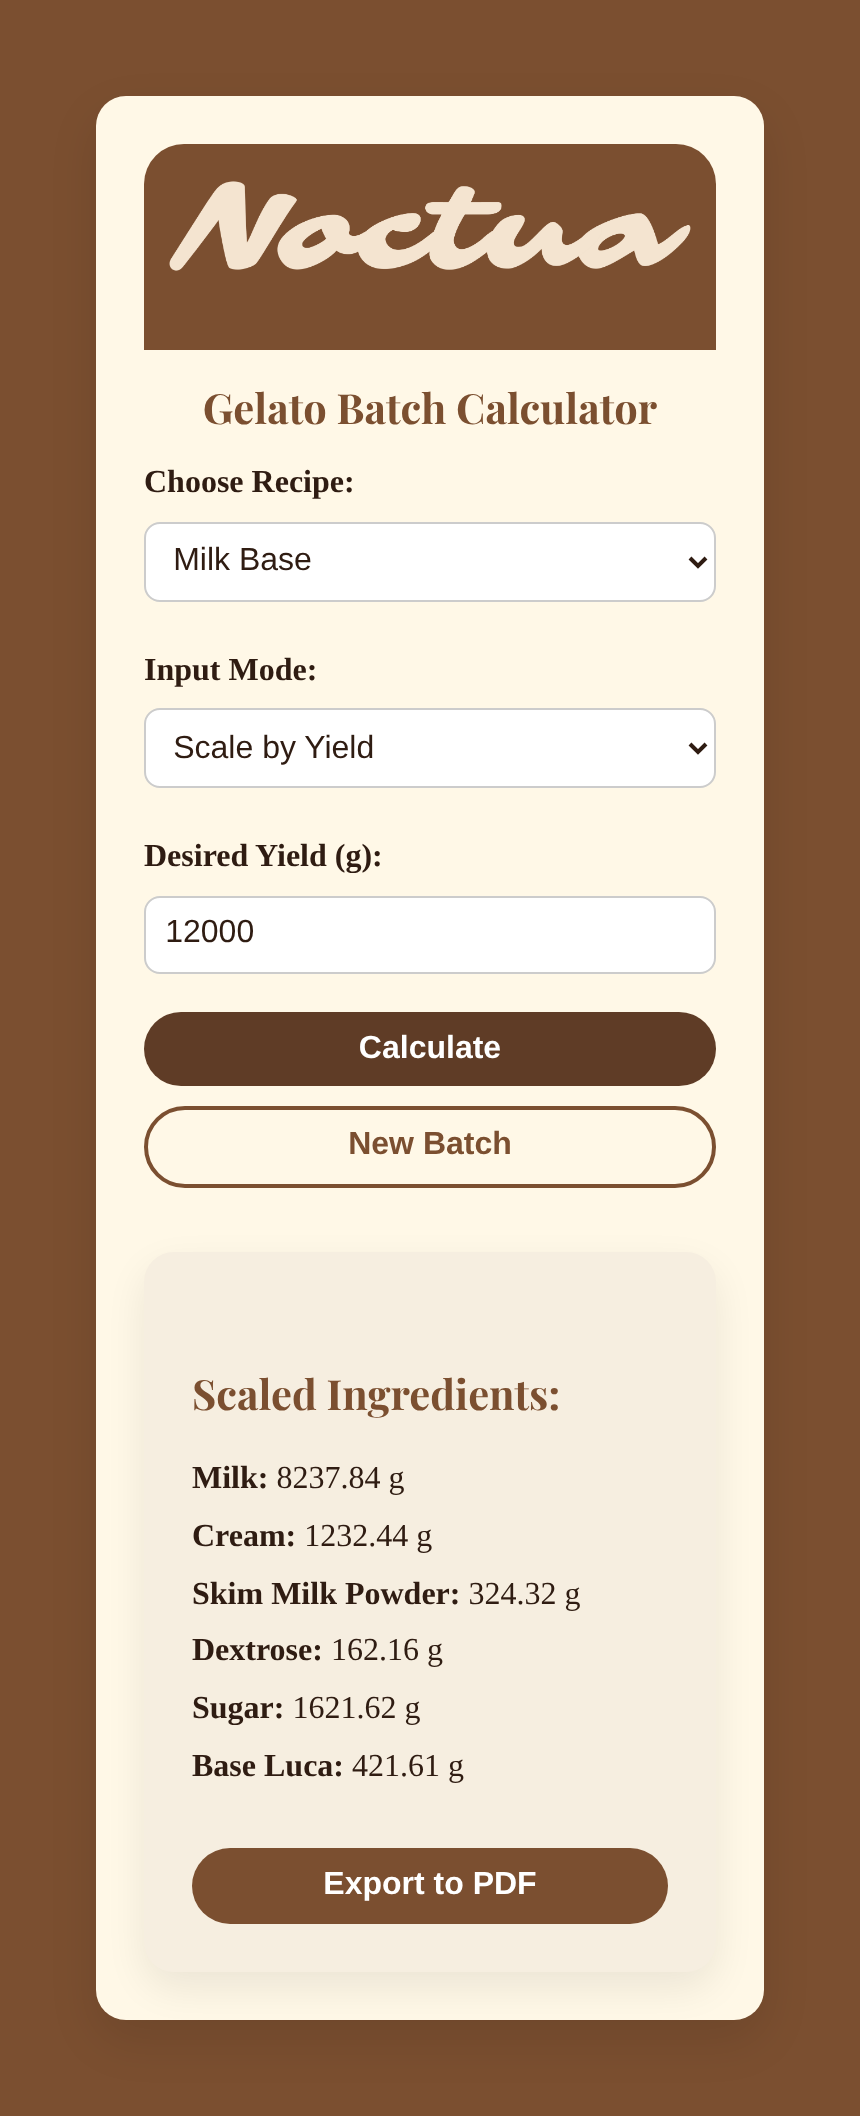 Noctua
Gelato Batch Calculator
Choose Recipe:
Milk Base
Input Mode:
Scale by Yield
Desired Yield (g):
12000
Calculate
New Batch
Scaled Ingredients:
Milk: 8237.84 g
Cream: 1232.44 g
Skim Milk Powder: 324.32 g
Dextrose: 162.16 g
Sugar: 1621.62 g
Base Luca: 421.61 g
Export to PDF